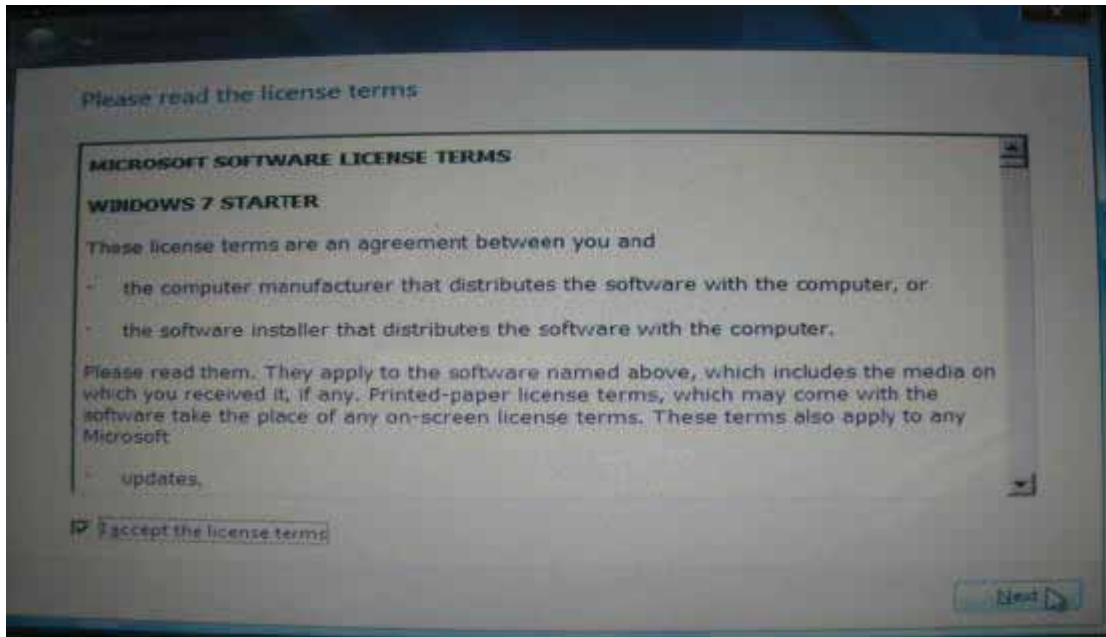 Please read the license terms
MICROSOFT SOFTWARE LICENSE TERMS
WINDOWS 7 STARTER
These license terms are an agreement between you and
- the computer manufacturer that distributes the software with the computer, or
- the software installer that distributes the software with the computer.
Please read them. They apply to the software named above, which includes the media on
which you received it, if any. Printed-paper license terms, which may come with the
software take the place of any on-screen license terms. These terms also apply to any
Microsoft
- updates,
I accept the license terms
Next